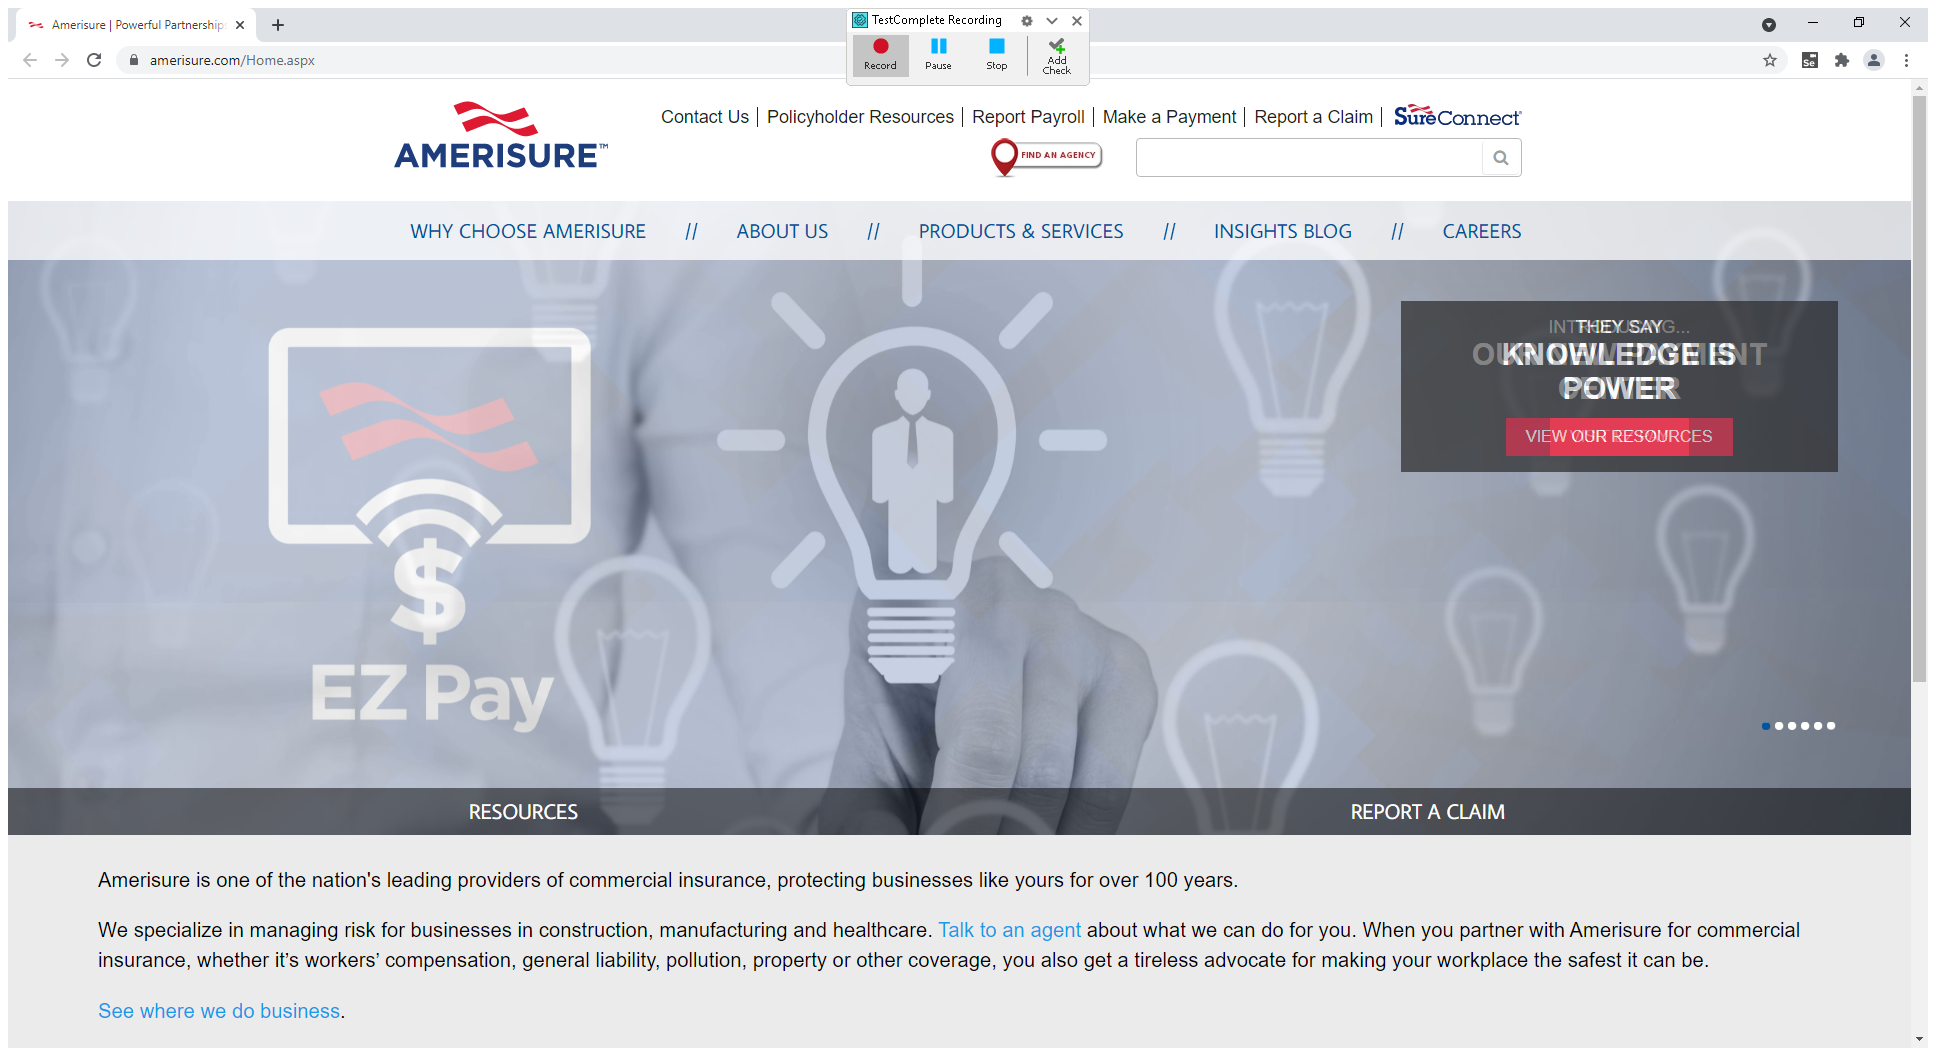 Amerisure | Powerful Partnership
TestComplete Recording
Record
Pause
Stop
Add
Check
amerisure.com/Home.aspx
Se
AMERISURE™
Contact Us | Policyholder Resources | Report Payroll | Make a Payment | Report a Claim | SureConnect®
FIND AN AGENCY
WHY CHOOSE AMERISURE // ABOUT US // PRODUCTS & SERVICES // INSIGHTS BLOG // CAREERS
THEY SAY
KNOWLEDGE IS
POWER
VIEW OUR RESOURCES
$
EZ Pay
RESOURCES
REPORT A CLAIM
Amerisure is one of the nation's leading providers of commercial insurance, protecting businesses like yours for over 100 years.
We specialize in managing risk for businesses in construction, manufacturing and healthcare. Talk to an agent about what we can do for you. When you partner with Amerisure for commercial
insurance, whether it’s workers’ compensation, general liability, pollution, property or other coverage, you also get a tireless advocate for making your workplace the safest it can be.
See where we do business.